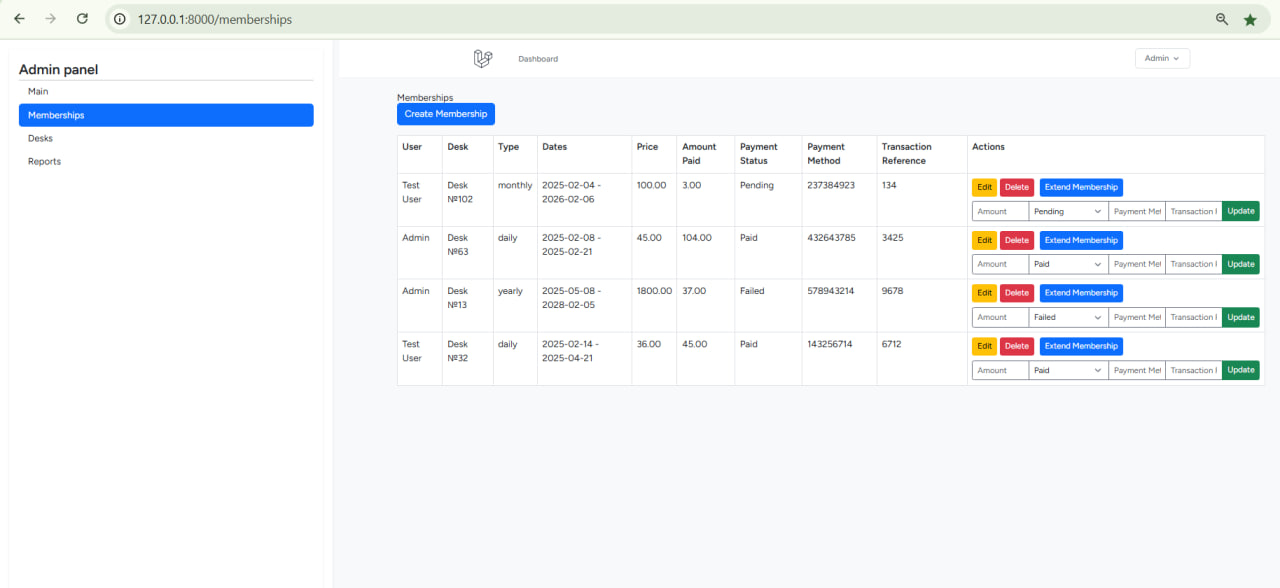 127.0.0.1:8000/memberships
Admin panel
Main
Memberships
Desks
Reports
Dashboard
Admin
Memberships
Create Membership
User Desk Type Dates Price Amount Paid Payment Status Payment Method Transaction Reference Actions
Test User Desk №102 monthly 2025-02-04 - 2026-02-06 100.00 3.00 Pending 237384923 134 Edit Delete Extend Membership
Amount Pending Payment Met Transaction Update
Admin Desk №63 daily 2025-02-08 - 2025-02-21 45.00 104.00 Paid 432643785 3425 Edit Delete Extend Membership
Amount Paid Payment Met Transaction Update
Admin Desk №13 yearly 2025-05-08 - 2028-02-05 1800.00 37.00 Failed 578943214 9678 Edit Delete Extend Membership
Amount Failed Payment Met Transaction Update
Test User Desk №32 daily 2025-02-14 - 2025-04-21 36.00 45.00 Paid 143256714 6712 Edit Delete Extend Membership
Amount Paid Payment Met Transaction Update